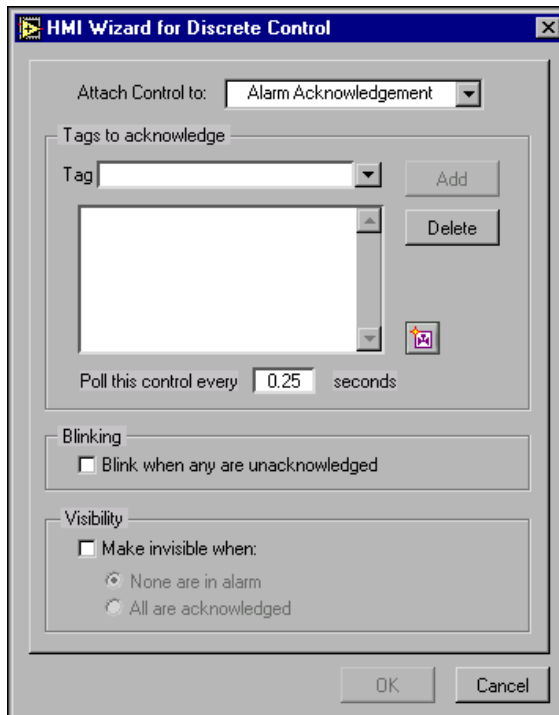 HMI Wizard for Discrete Control
Attach Control to: Alarm Acknowledgement
Tags to acknowledge
Tag
Add
Delete
Poll this control every 0.25 seconds
Blinking
Blink when any are unacknowledged
Visibility
Make invisible when:
None are in alarm
All are acknowledged
OK Cancel